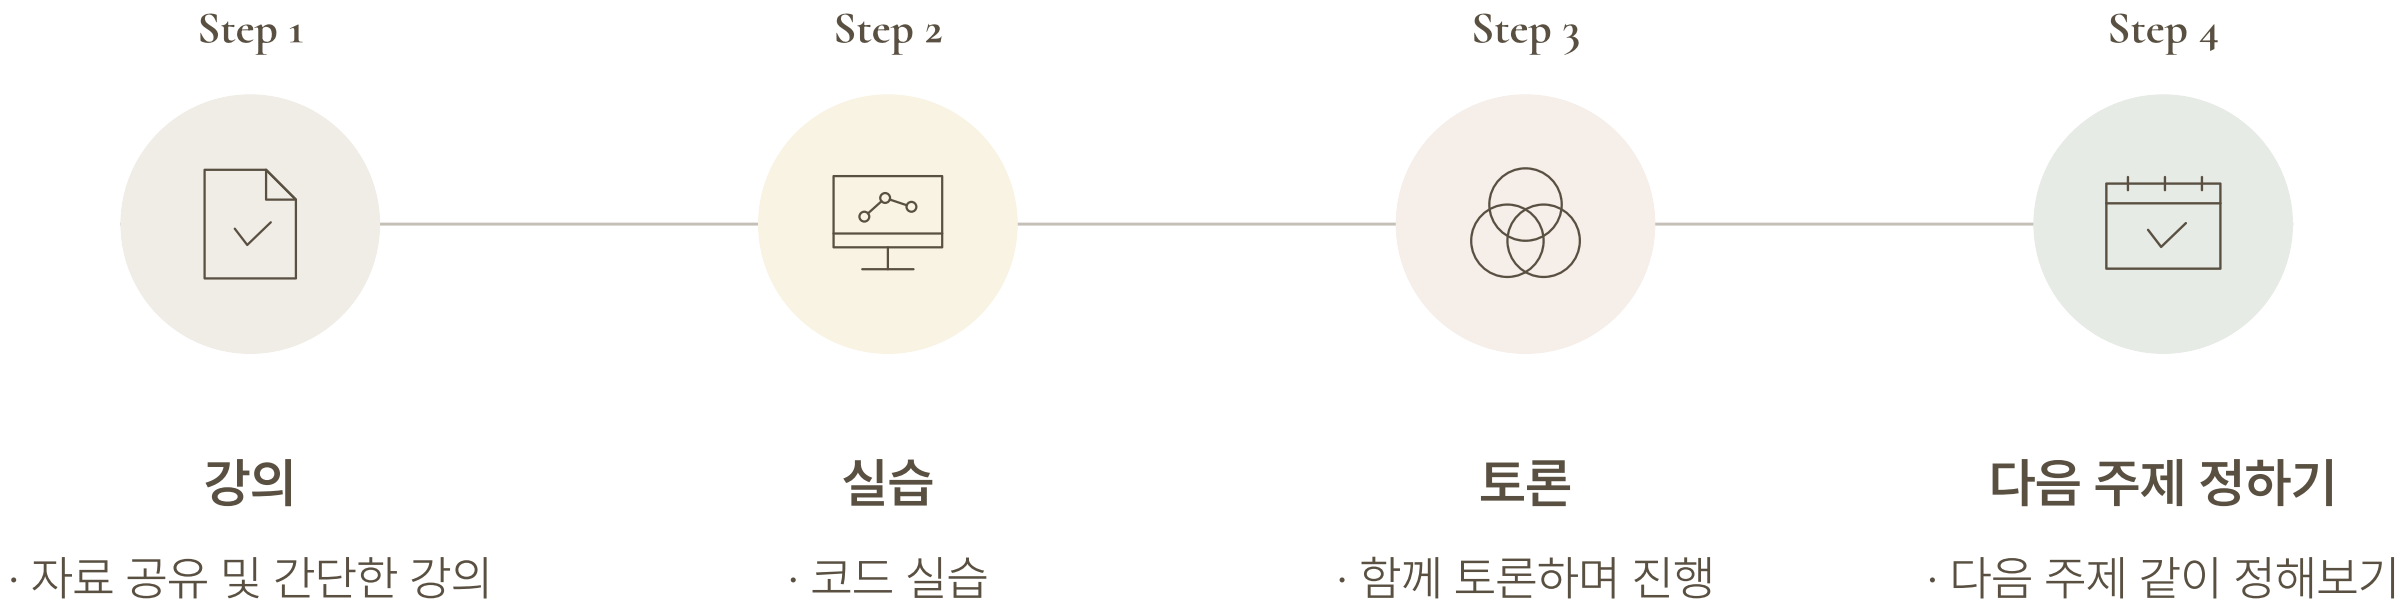 Step 1
Step 2
Step 3
Step 4
강의
실습
토론
다음 주제 정하기
· 자료 공유 및 간단한 강의
· 코드 실습
· 함께 토론하며 진행
· 다음 주제 같이 정해보기